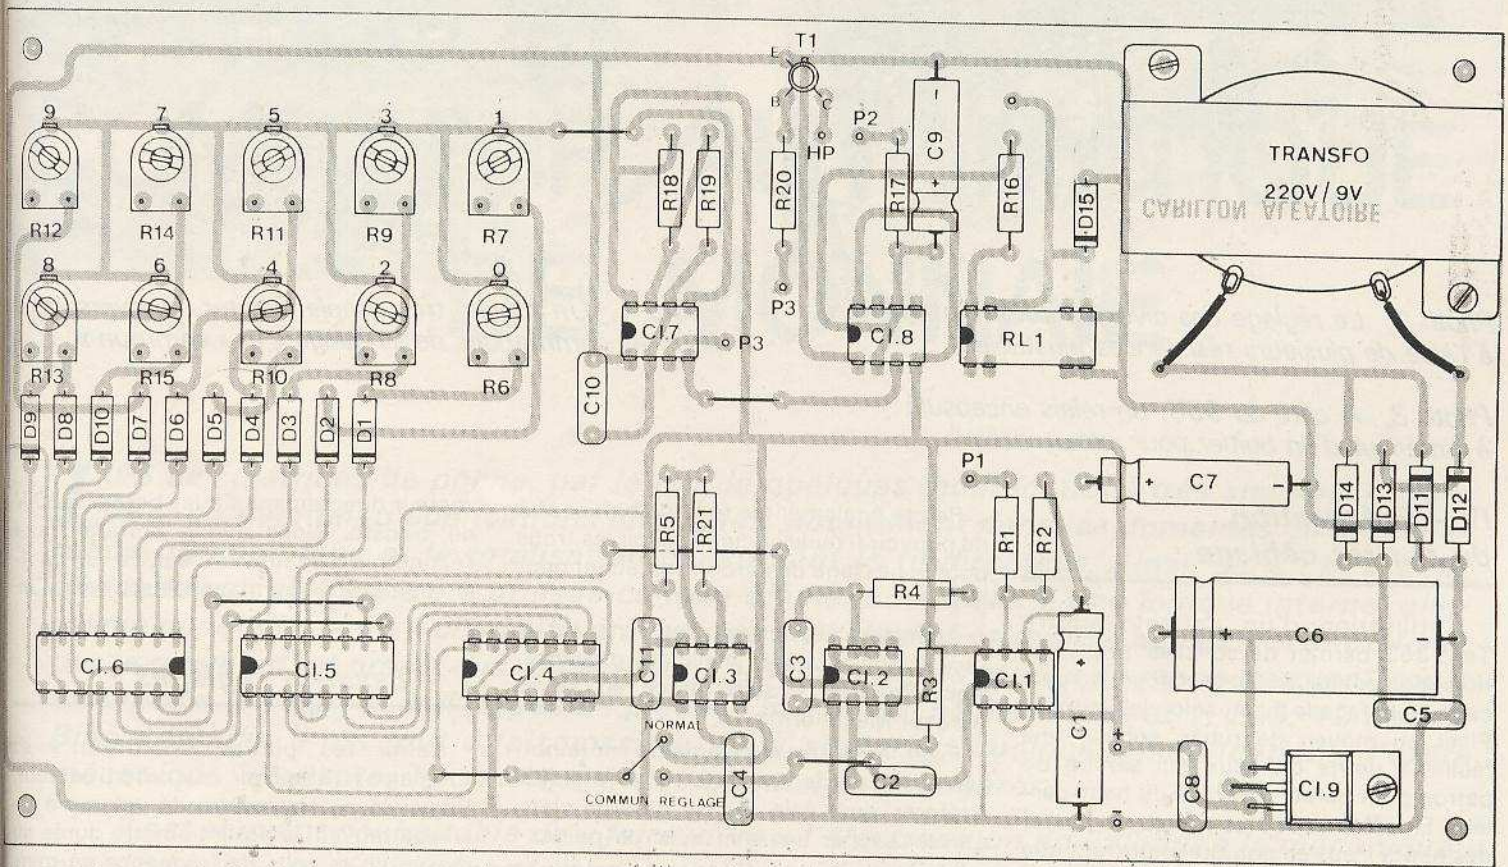 T1
E
B C
HP
P2
9 7 5 3 1
R12 R14 R11 R9 R7
8 6 4 2 0
R13 R15 R10 R8 R6
R18 R19 R20 R17 C9 R16 D15
TRANSFO
220V / 9V
CARILLON ALEATOIRE
P3
CI.7 P3 CI.8 RL1
C10
D9 D8 D10 D7 D6 D5 D4 D3 D2 D1
P1
C7
+ −
R5 R21 R1 R2
D14 D13 D11 D12
R4
CI.6 CI.5 CI.4 C11 CI.3 C3 CI.2 R3 CI.1
+ C6 −
C5
NORMAL
COMMUN REGLAGE
C4 C2 C1 C8 CI.9
+
−